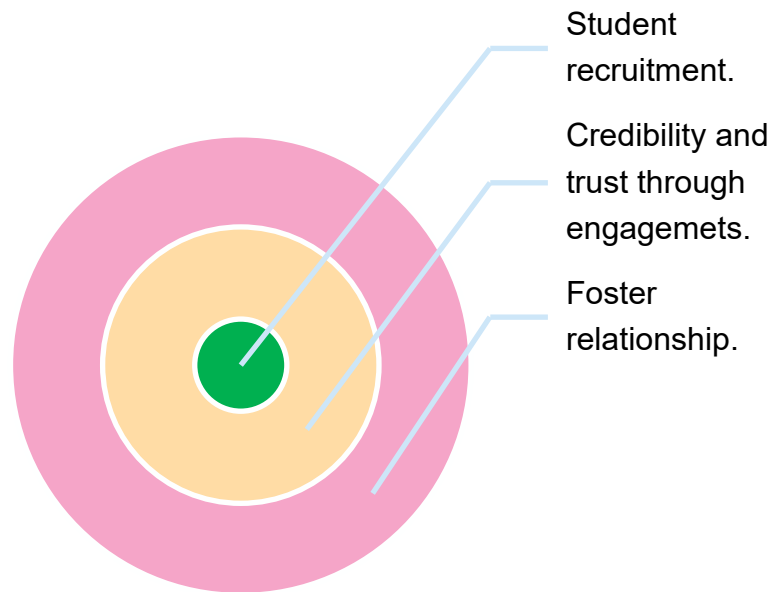 Student
recruitment.
Credibility and
trust through
engagemets.
Foster
relationship.